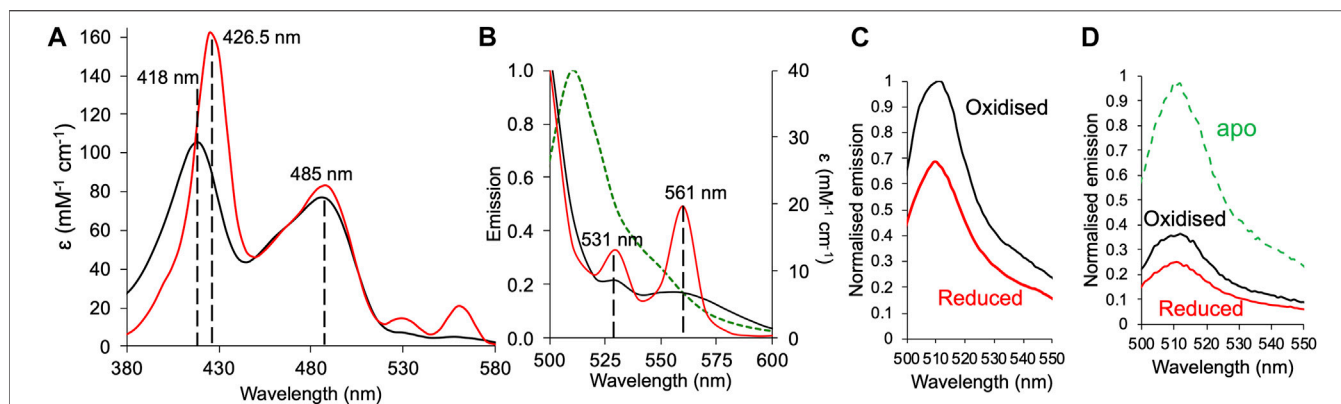 A
160
140
120
100
80
60
40
20
0
ε (mM⁻¹ cm⁻¹)
426.5 nm
418 nm
485 nm
380
430
480
530
580
Wavelength (nm)
B
1.0
0.8
0.6
0.4
0.2
0.0
Emission
531 nm
561 nm
40
30
20
10
0
ε (mM⁻¹ cm⁻¹)
500
525
550
575
600
Wavelength (nm)
C
1
0.9
0.8
0.7
0.6
0.5
0.4
0.3
0.2
0.1
0
Normalised emission
Oxidised
Reduced
500 510 520 530 540 550
Wavelength (nm)
D
1
0.9
0.8
0.7
0.6
0.5
0.4
0.3
0.2
0.1
0
Normalised emission
apo
Oxidised
Reduced
500 510 520 530 540 550
Wavelength (nm)